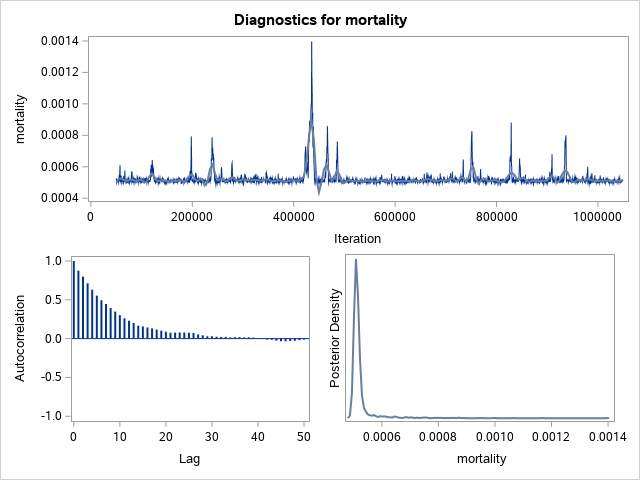 Diagnostics for mortality
0.0014
0.0012
0.0010
0.0008
0.0006
0.0004
mortality
0 200000 400000 600000 800000 1000000
Iteration
1.0
0.5
0.0
-0.5
-1.0
Autocorrelation
0 10 20 30 40 50
Lag
Posterior Density
0.0006 0.0008 0.0010 0.0012 0.0014
mortality